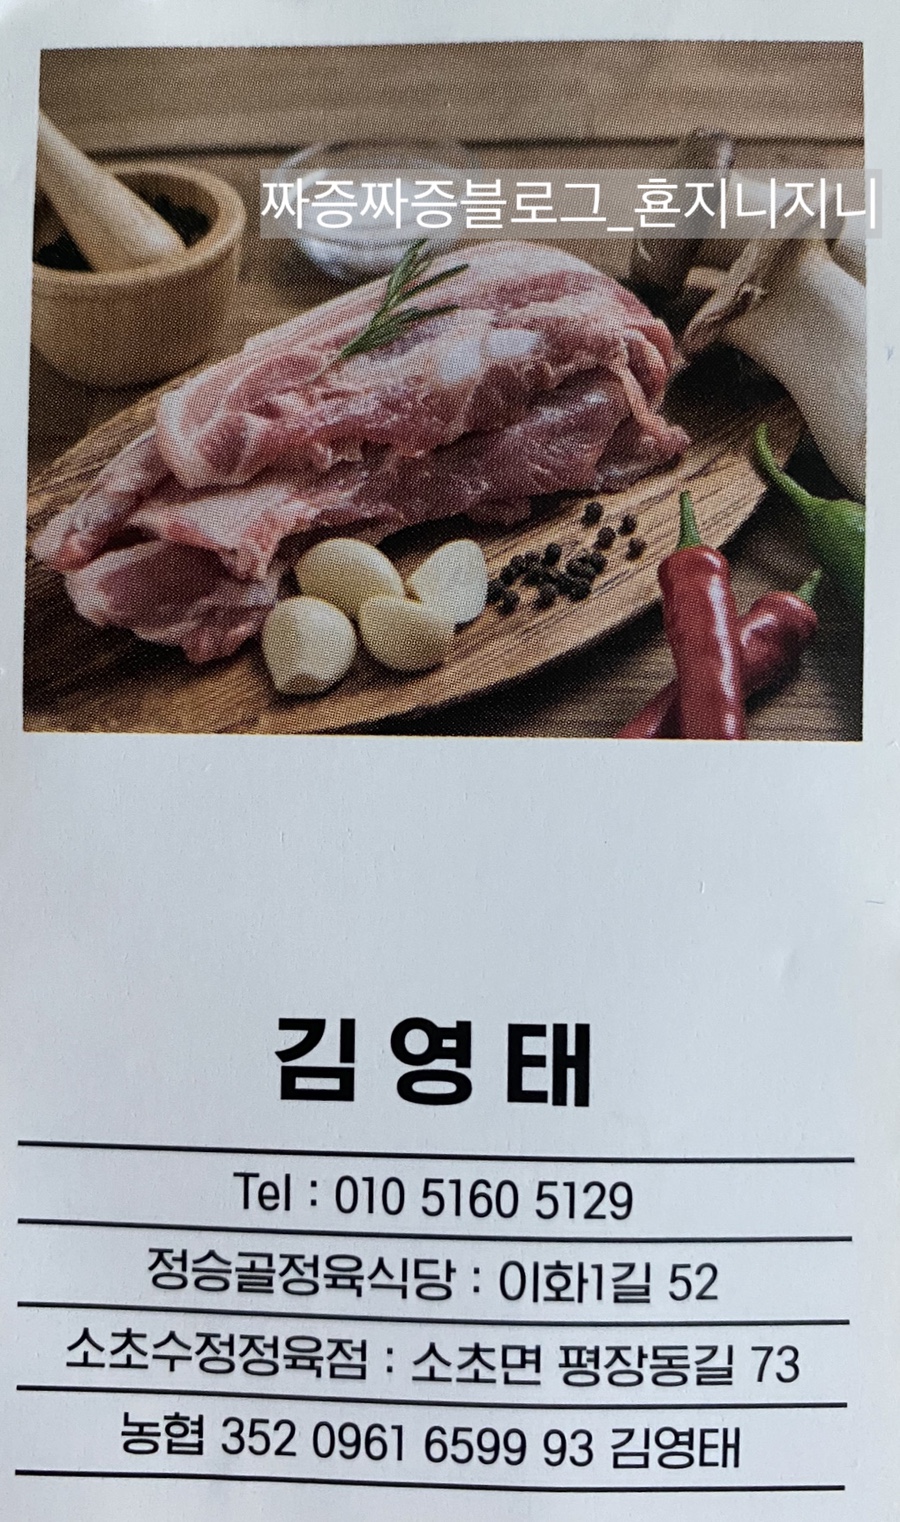 짜증짜증블로그_횬지니지니
김영태
Tel : 010 5160 5129
정승골정육식당 : 이화1길 52
소초수정정육점 : 소초면 평장동길 73
농협 352 0961 6599 93 김영태